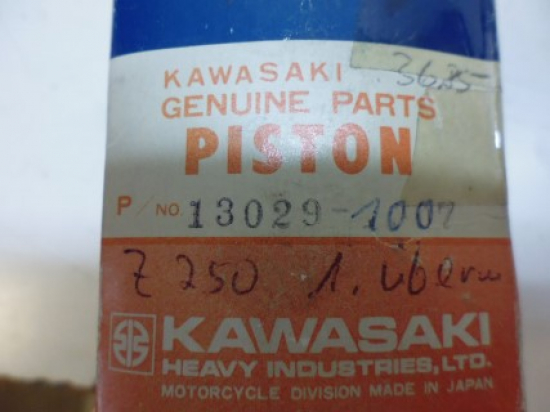 36,85
KAWASAKI
GENUINE PARTS
PISTON
P/NO. 13029-1007
Z 250 1. überm
KAWASAKI
HEAVY INDUSTRIES, LTD.
MOTORCYCLE DIVISION MADE IN JAPAN